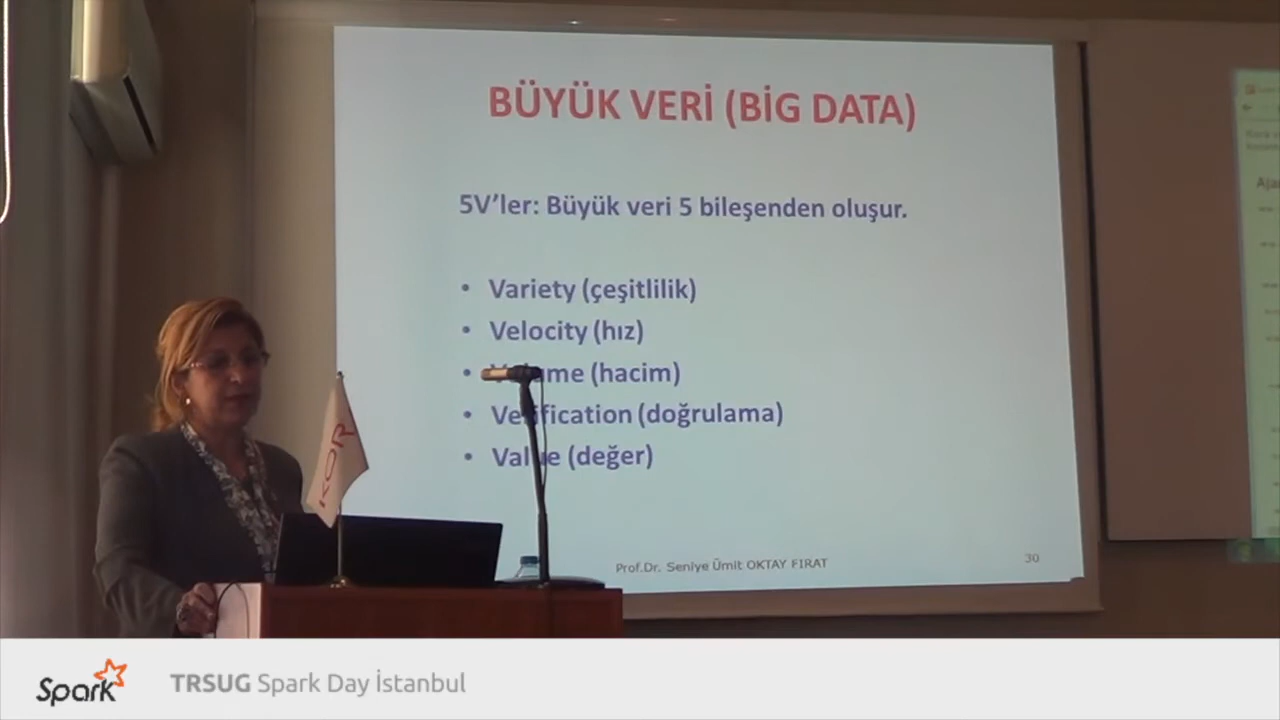 BÜYÜK VERİ (BİG DATA)
5V’ler: Büyük veri 5 bileşenden oluşur.
• Variety (çeşitlilik)
• Velocity (hız)
• Volume (hacim)
• Verification (doğrulama)
• Value (değer)
Prof.Dr. Seniye Ümit OKTAY FIRAT
30
KOR
Spark
TRSUG Spark Day İstanbul